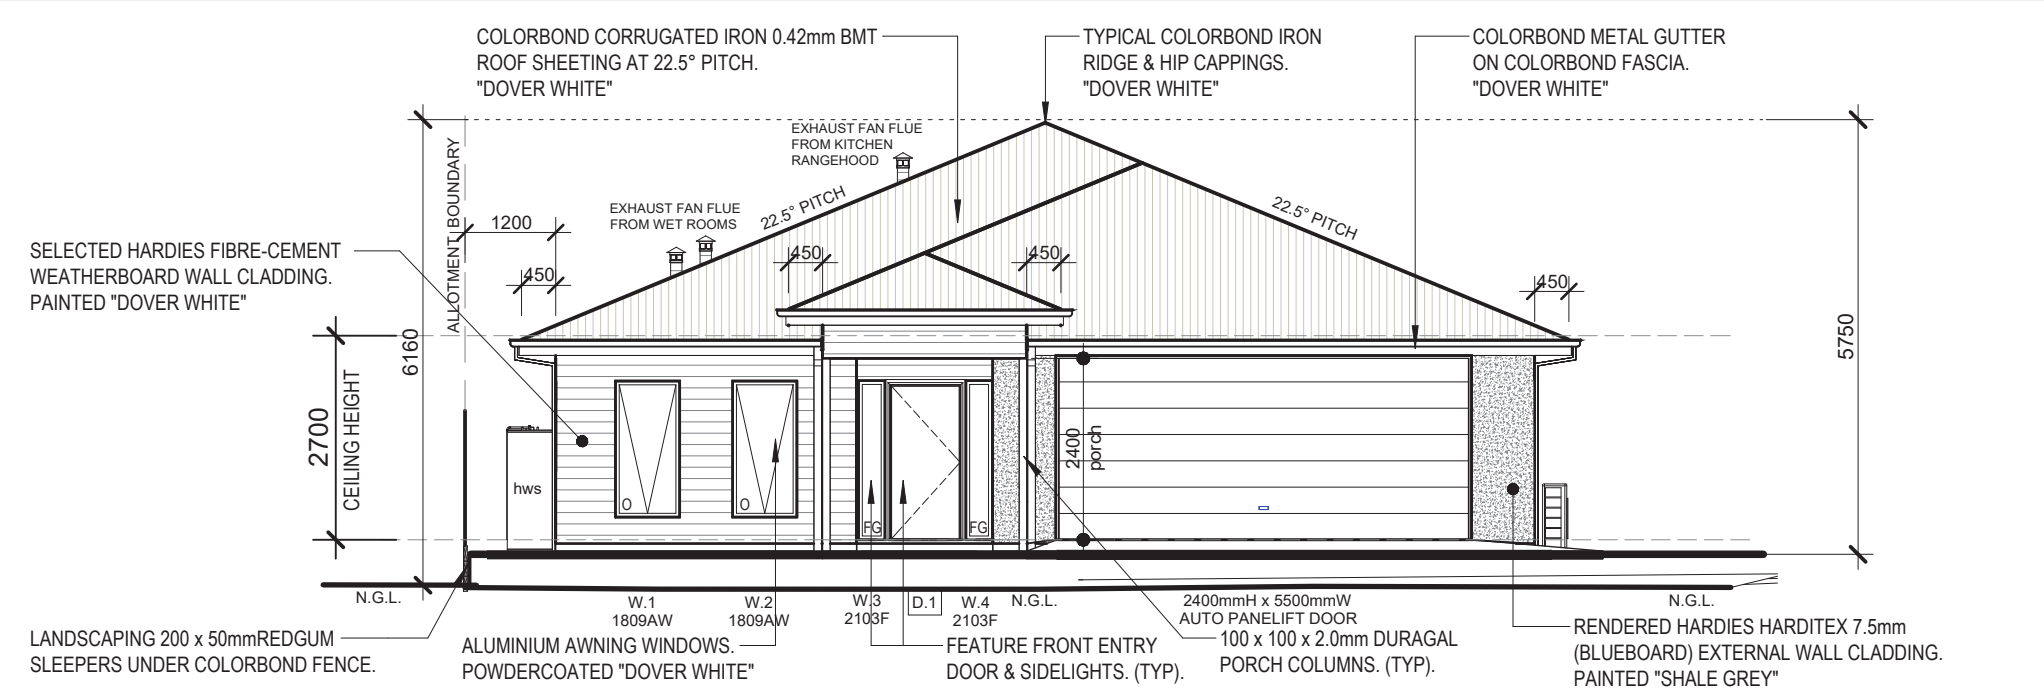 COLORBOND CORRUGATED IRON 0.42mm BMT
ROOF SHEETING AT 22.5° PITCH.
"DOVER WHITE"
TYPICAL COLORBOND IRON
RIDGE & HIP CAPPINGS.
"DOVER WHITE"
COLORBOND METAL GUTTER
ON COLORBOND FASCIA.
"DOVER WHITE"
EXHAUST FAN FLUE
FROM KITCHEN
RANGEHOOD
ALLOTMENT BOUNDARY
22.5° PITCH
22.5° PITCH
EXHAUST FAN FLUE
FROM WET ROOMS
1200
450
450
450
450
SELECTED HARDIES FIBRE-CEMENT
WEATHERBOARD WALL CLADDING.
PAINTED "DOVER WHITE"
6160
5750
2700
CEILING HEIGHT
2400
porch
hws
O
O
FG
FG
N.G.L.
W.1
1809AW
W.2
1809AW
W.3
2103F
D.1
W.4
2103F
N.G.L.
2400mmH x 5500mmW
AUTO PANELIFT DOOR
N.G.L.
LANDSCAPING 200 x 50mmREDGUM
SLEEPERS UNDER COLORBOND FENCE.
ALUMINIUM AWNING WINDOWS.
POWDERCOATED "DOVER WHITE"
FEATURE FRONT ENTRY
DOOR & SIDELIGHTS. (TYP).
100 x 100 x 2.0mm DURAGAL
PORCH COLUMNS. (TYP).
RENDERED HARDIES HARDITEX 7.5mm
(BLUEBOARD) EXTERNAL WALL CLADDING.
PAINTED "SHALE GREY"